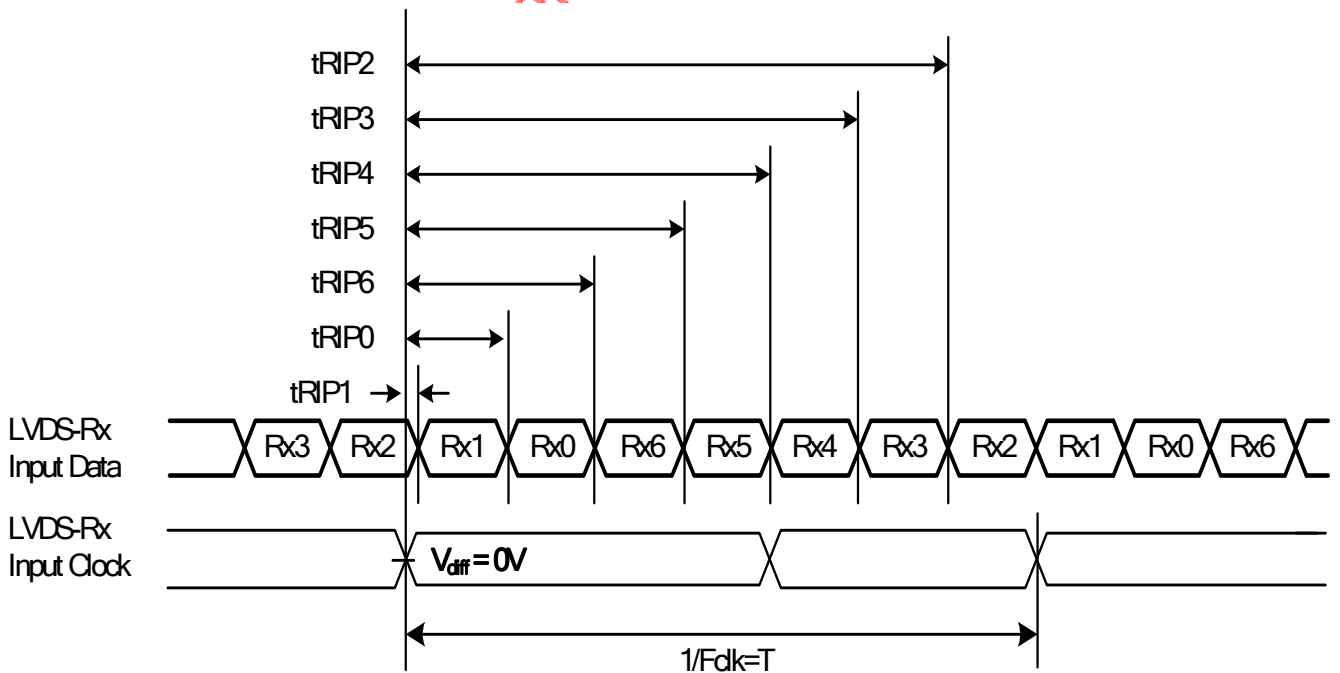 tRIP2
tRIP3
tRIP4
tRIP5
tRIP6
tRIP0
tRIP1
LVDS-Rx
Input Data
Rx3 Rx2 Rx1 Rx0 Rx6 Rx5 Rx4 Rx3 Rx2 Rx1 Rx0 Rx6
LVDS-Rx
Input Clock
Vdiff = 0V
1/Fclk=T